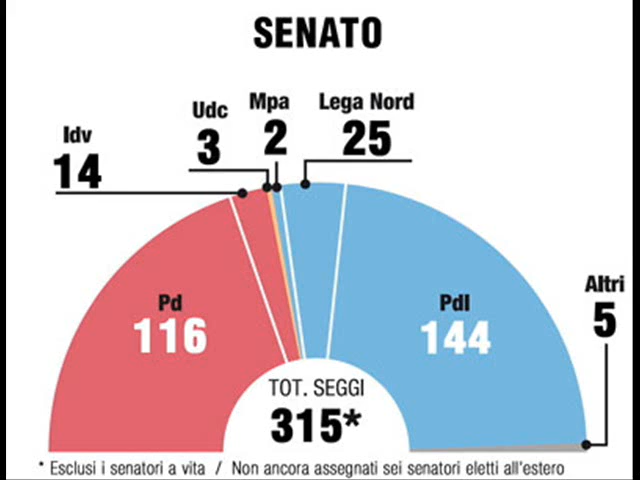 SENATO
Idv
14
Udc
3
Mpa
2
Lega Nord
25
Pd
116
Pdl
144
Altri
5
TOT. SEGGI
315*
* Esclusi i senatori a vita / Non ancora assegnati sei senatori eletti all'estero